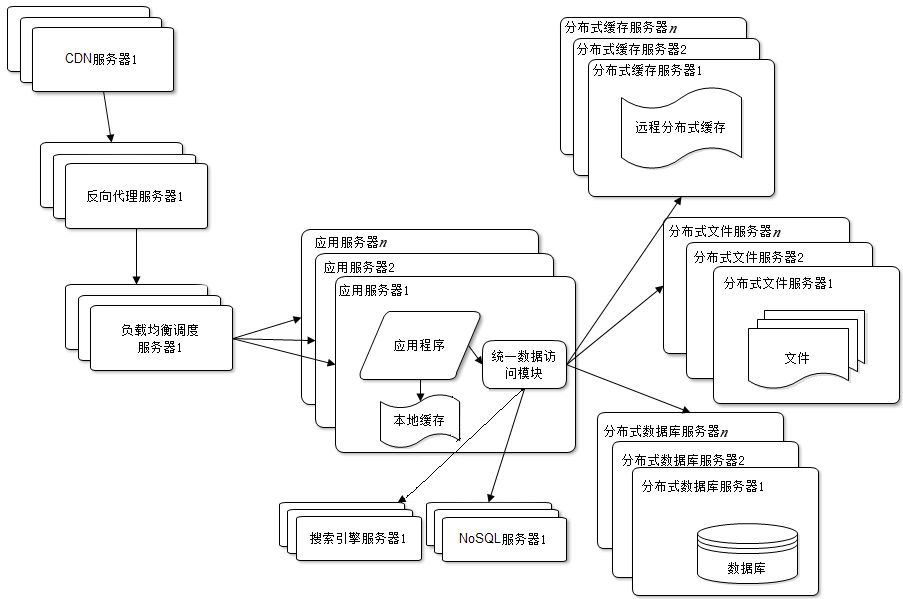 CDN服务器1
反向代理服务器1
负载均衡调度
服务器1
应用服务器n
应用服务器2
应用服务器1
应用程序
统一数据访
问模块
本地缓存
搜索引擎服务器1
NoSQL服务器1
分布式缓存服务器n
分布式缓存服务器2
分布式缓存服务器1
远程分布式缓存
分布式文件服务器n
分布式文件服务器2
分布式文件服务器1
文件
分布式数据库服务器n
分布式数据库服务器2
分布式数据库服务器1
数据库